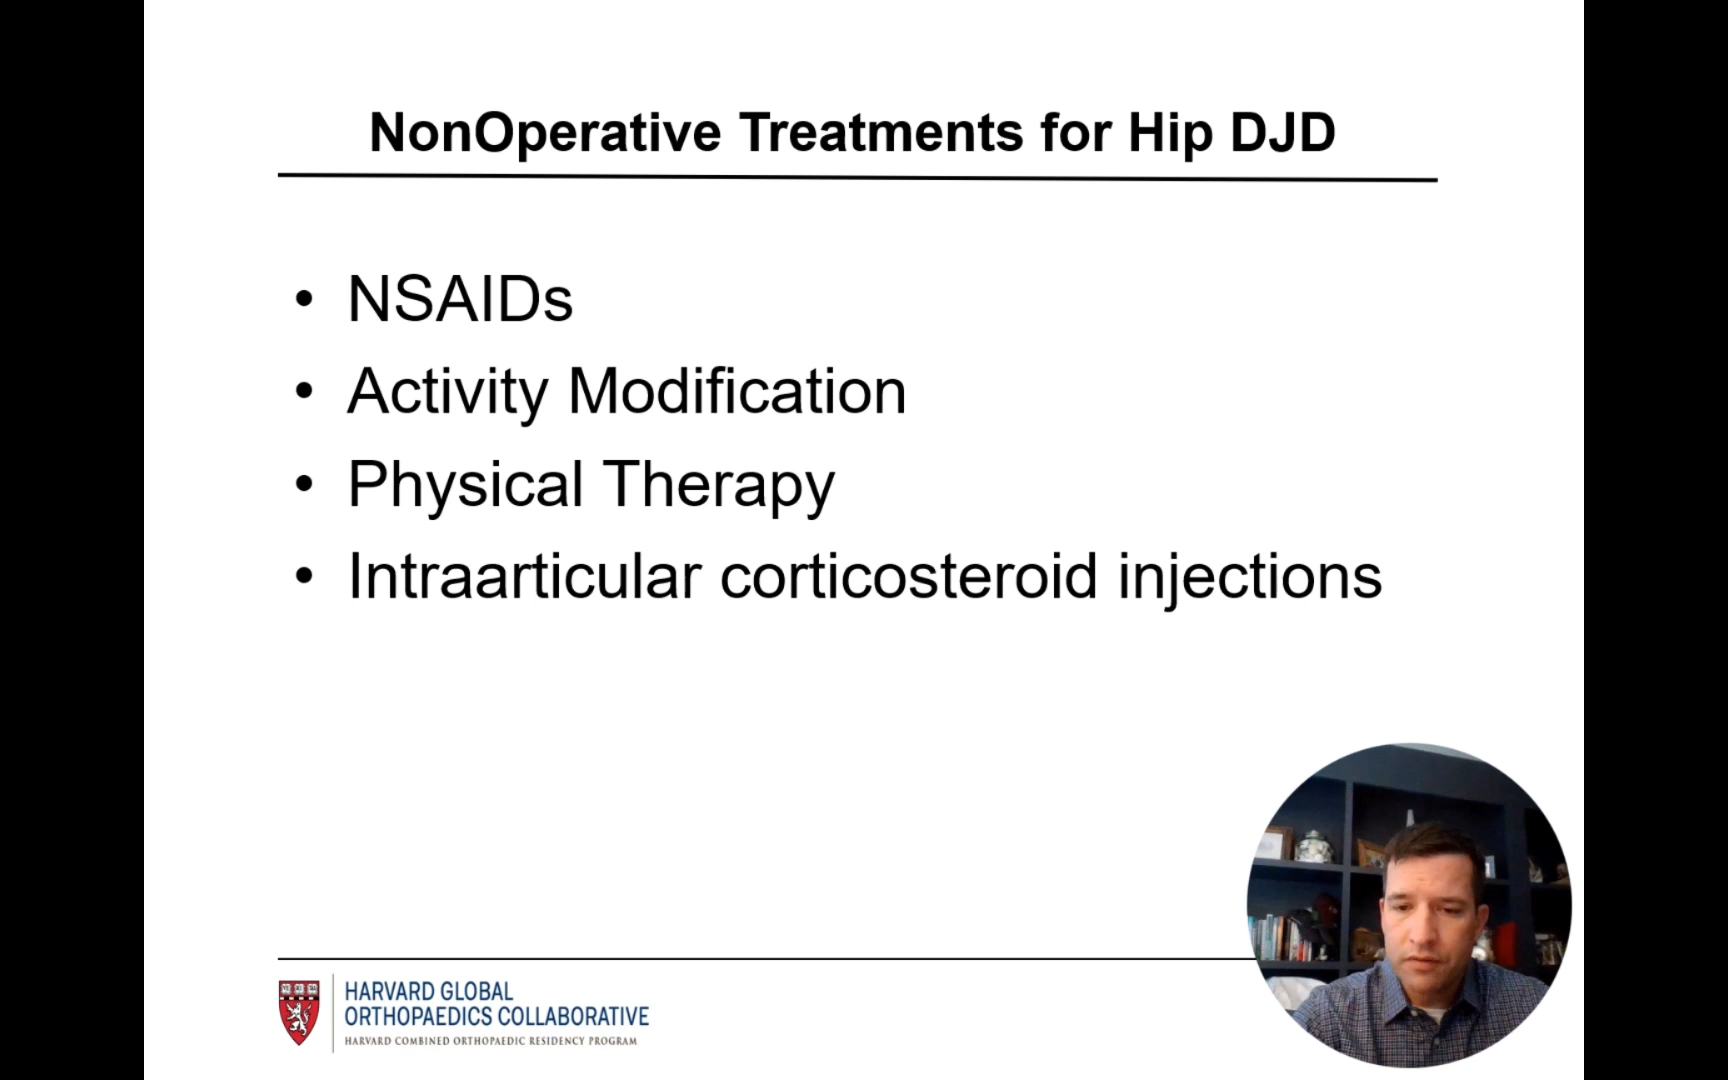 NonOperative Treatments for Hip DJD
• NSAIDs
• Activity Modification
• Physical Therapy
• Intraarticular corticosteroid injections
HARVARD GLOBAL
ORTHOPAEDICS COLLABORATIVE
HARVARD COMBINED ORTHOPAEDIC RESIDENCY PROGRAM